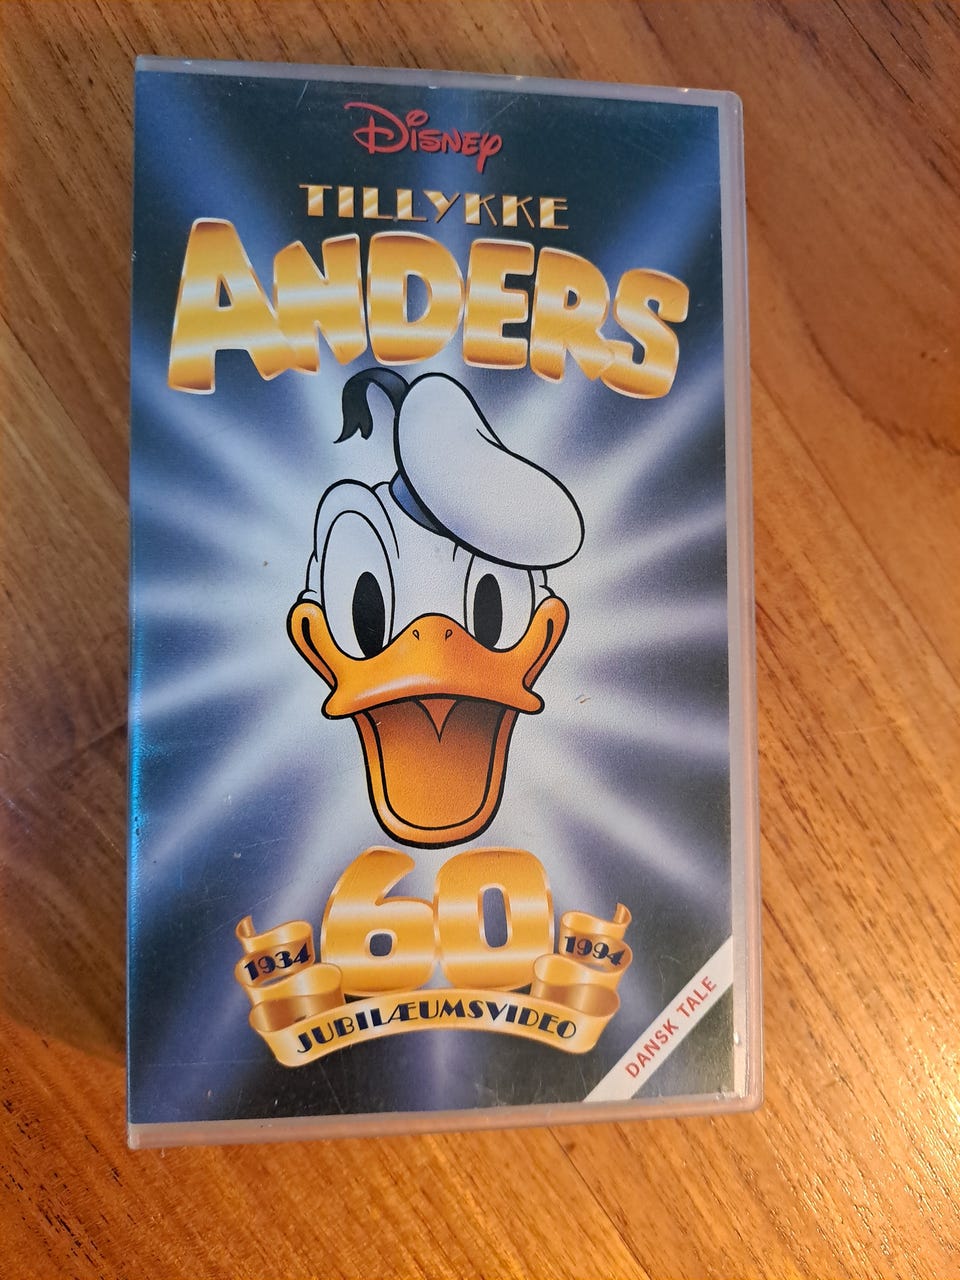 Disney
TILLYKKE
ANDERS
60
1934
1994
JUBILÆUMSVIDEO
DANSK TALE